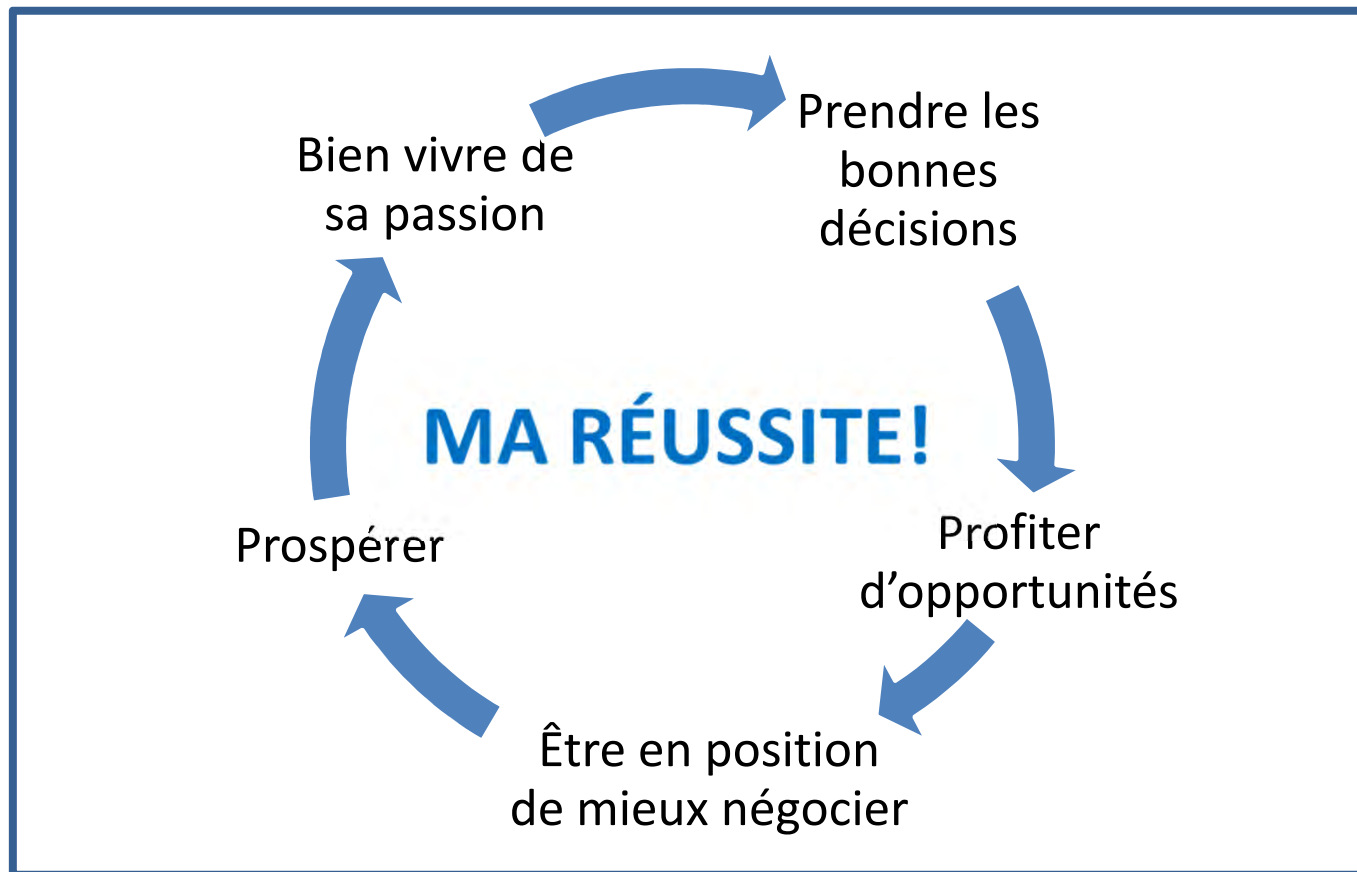 Prendre les
bonnes
décisions
Bien vivre de
sa passion
MA RÉUSSITE!
Profiter
d’opportunités
Prospérer
Être en position
de mieux négocier